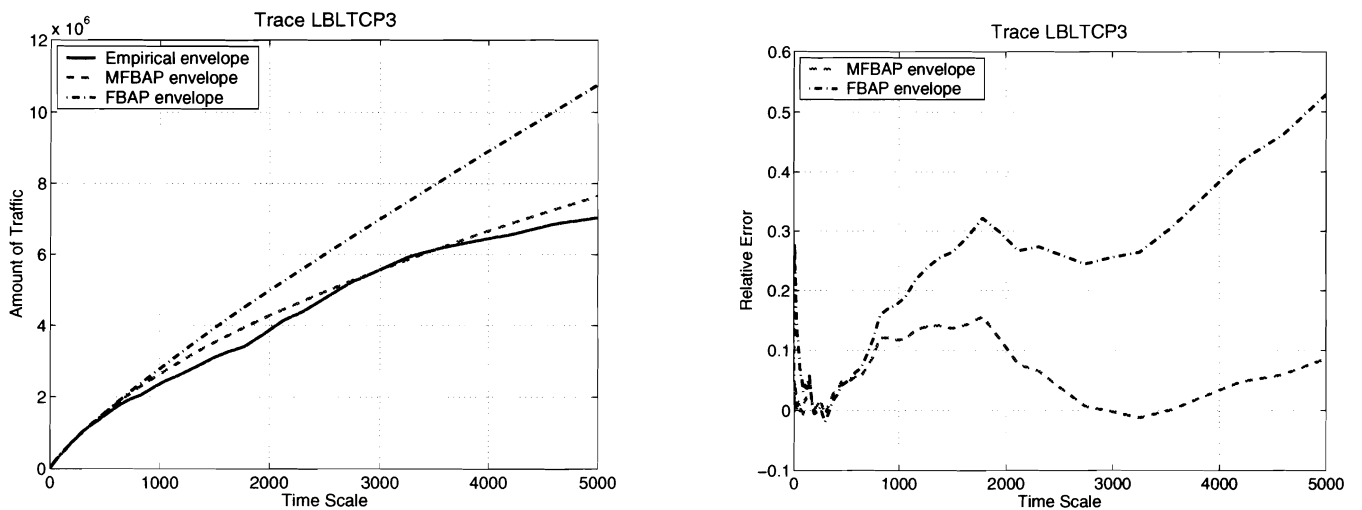 Trace LBLTCP3
x 10^6
12
10
8
6
4
2
0
Amount of Traffic
Empirical envelope
MFBAP envelope
FBAP envelope
0 1000 2000 3000 4000 5000
Time Scale
Trace LBLTCP3
0.6
0.5
0.4
0.3
0.2
0.1
0
−0.1
Relative Error
MFBAP envelope
FBAP envelope
0 1000 2000 3000 4000 5000
Time Scale